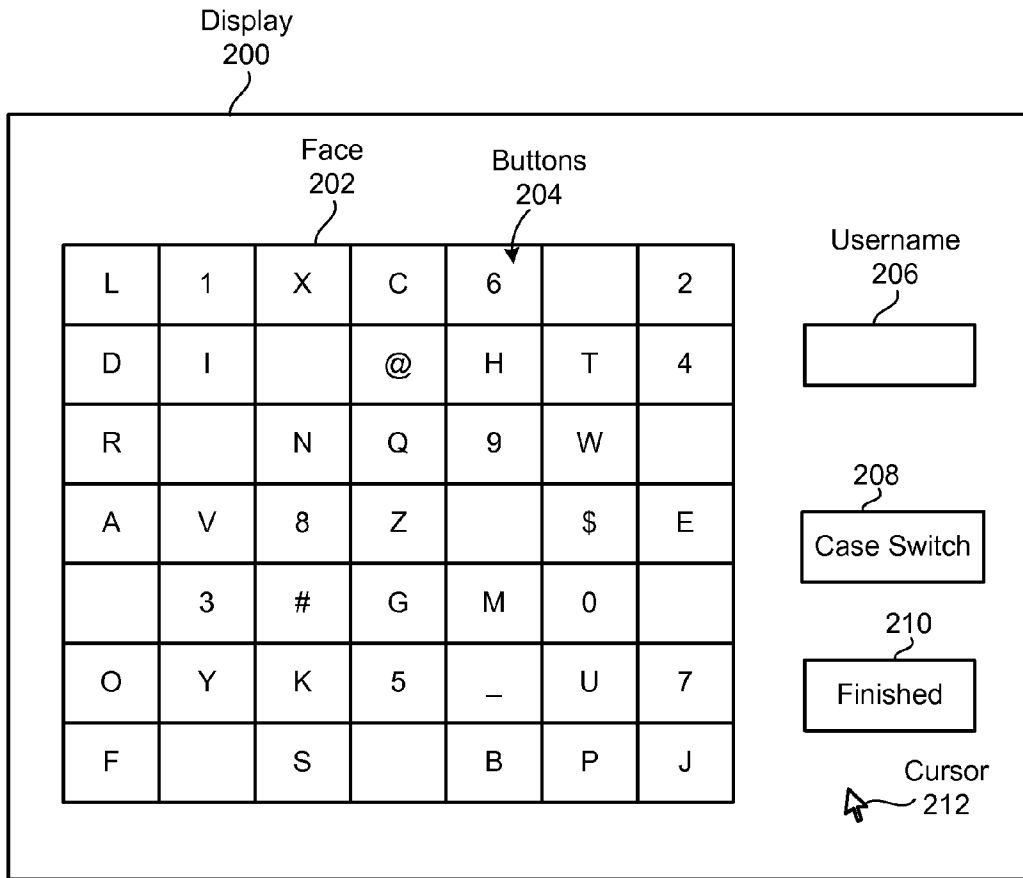 Display
200
Face
202
Buttons
204
L 1 X C 6 2
D I @ H T 4
R N Q 9 W
A V 8 Z $ E
3 # G M 0
O Y K 5 _ U 7
F S B P J
Username
206
208
Case Switch
210
Finished
Cursor
212